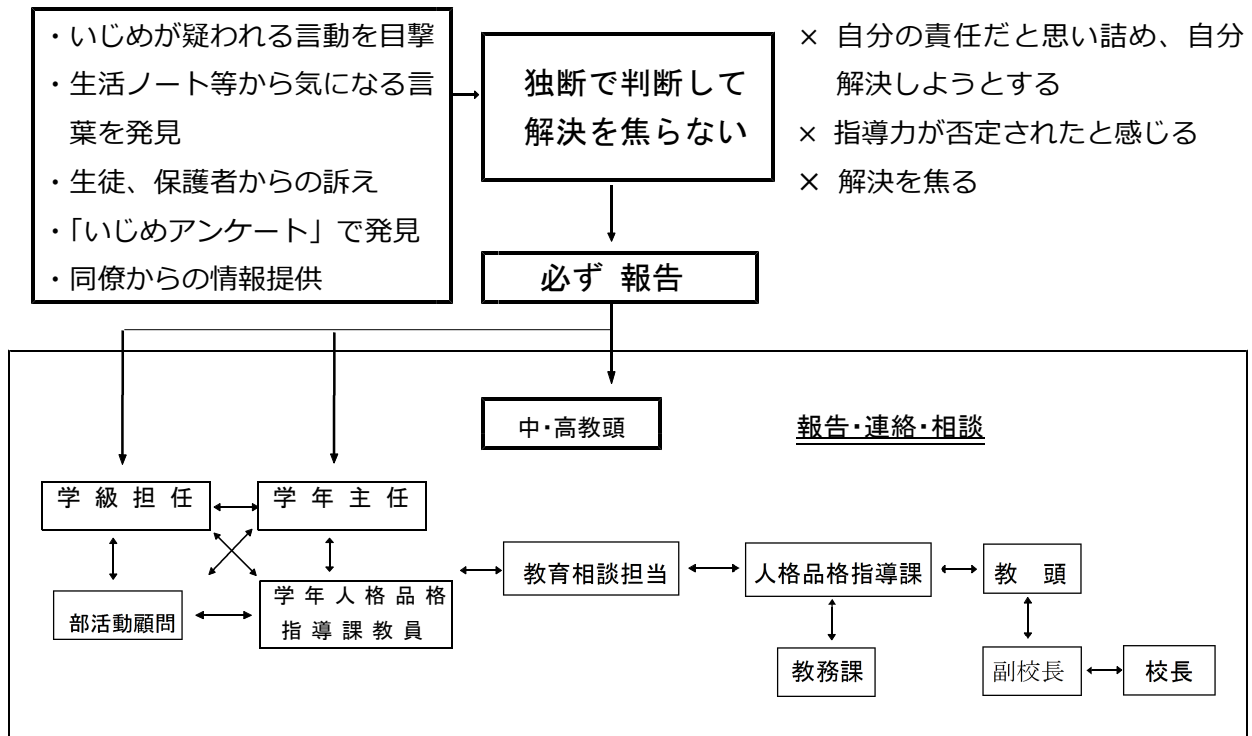 ・いじめが疑われる言動を目撃
・生活ノート等から気になる言
葉を発見
・生徒、保護者からの訴え
・「いじめアンケート」で発見
・同僚からの情報提供
独断で判断して
解決を焦らない
× 自分の責任だと思い詰め、自分
解決しようとする
× 指導力が否定されたと感じる
× 解決を焦る
必ず 報告
中・高教頭
報告・連絡・相談
学級担任
学年主任
部活動顧問
学年人格品格
指導課教員
教育相談担当
人格品格指導課
教 頭
教務課
副校長
校長